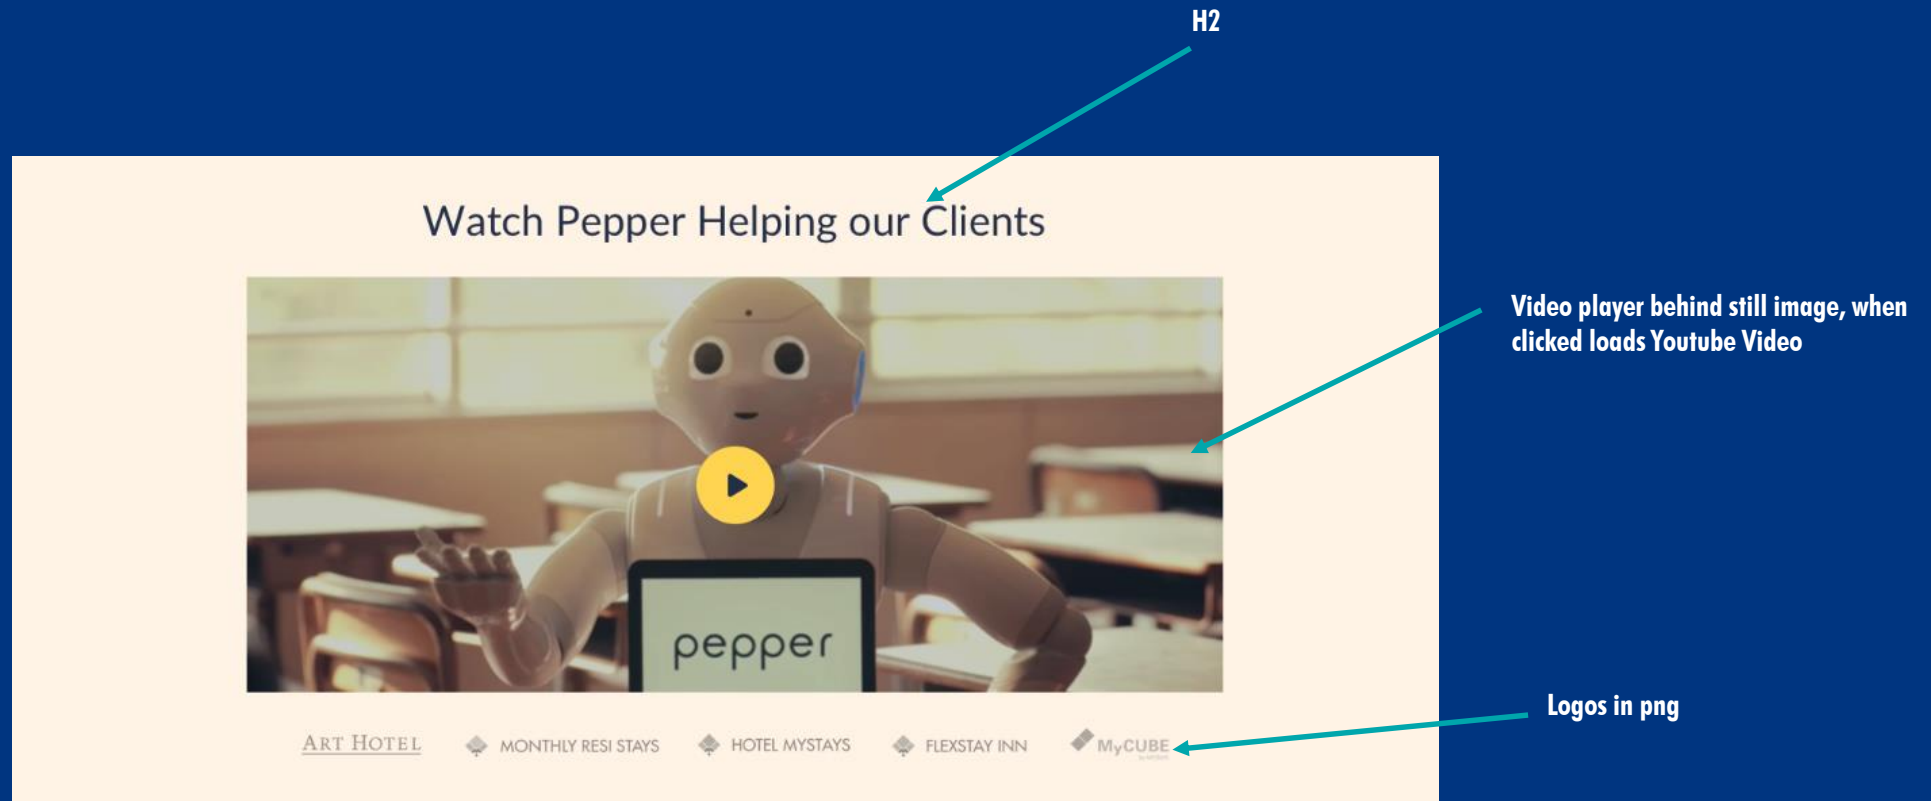 H2
Watch Pepper Helping our Clients
Video player behind still image, when
clicked loads Youtube Video
pepper
Logos in png
ART HOTEL
MONTHLY RESI STAYS
HOTEL MYSTAYS
FLEXSTAY INN
MyCUBE